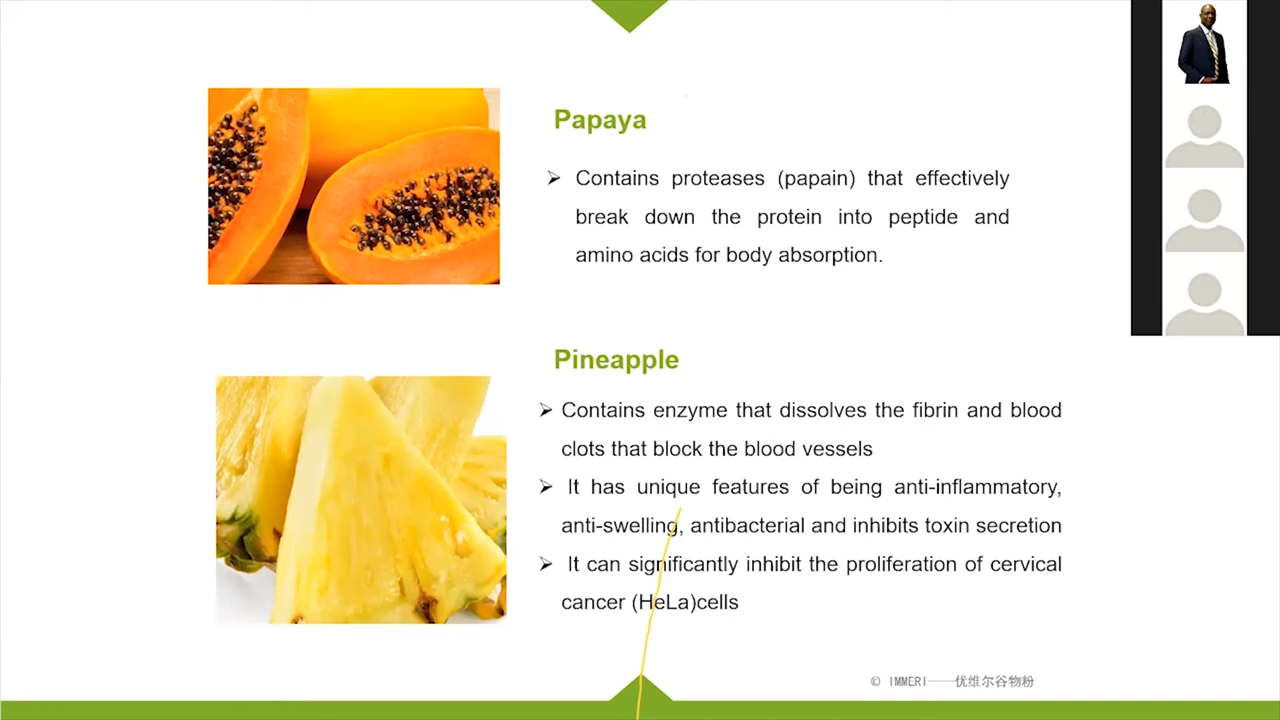 Papaya
➢ Contains proteases (papain) that effectively
break down the protein into peptide and
amino acids for body absorption.
Pineapple
➢ Contains enzyme that dissolves the fibrin and blood
clots that block the blood vessels
➢ It has unique features of being anti-inflammatory,
anti-swelling, antibacterial and inhibits toxin secretion
➢ It can significantly inhibit the proliferation of cervical
cancer (HeLa)cells
© IMMERI——优维尔谷物粉